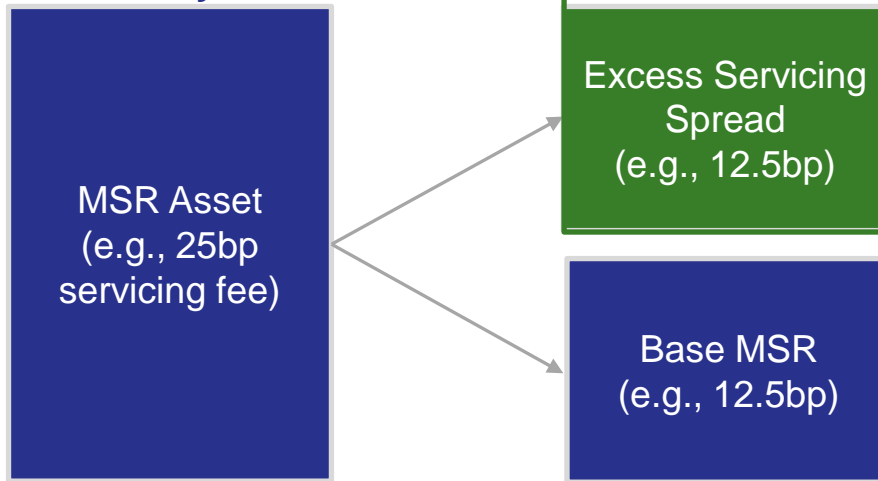 MSR Asset
(e.g., 25bp
servicing fee)
Excess Servicing
Spread
(e.g., 12.5bp)
Base MSR
(e.g., 12.5bp)